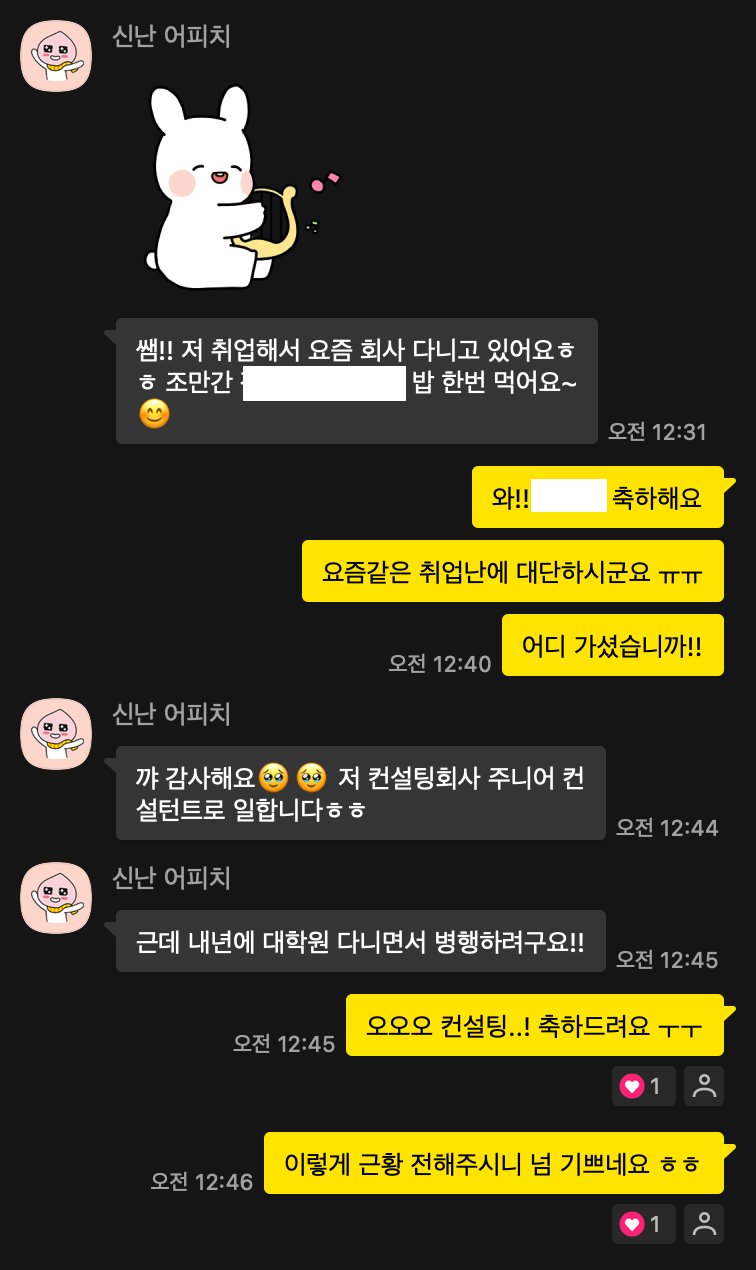 신난 어피치
쌤!! 저 취업해서 요즘 회사 다니고 있어요ㅎ
ㅎ 조만간 밥 한번 먹어요~
😊
오전 12:31
와!! 축하해요
요즘같은 취업난에 대단하시군요 ㅠㅠ
어디 가셨습니까!!
오전 12:40
신난 어피치
꺄 감사해요🥹 🥹 저 컨설팅회사 주니어 컨
설턴트로 일합니다ㅎㅎ
오전 12:44
신난 어피치
근데 내년에 대학원 다니면서 병행하려구요!!
오전 12:45
오오오 컨설팅..! 축하드려요 ㅜㅜ
오전 12:45
1
이렇게 근황 전해주시니 넘 기쁘네요 ㅎㅎ
오전 12:46
1